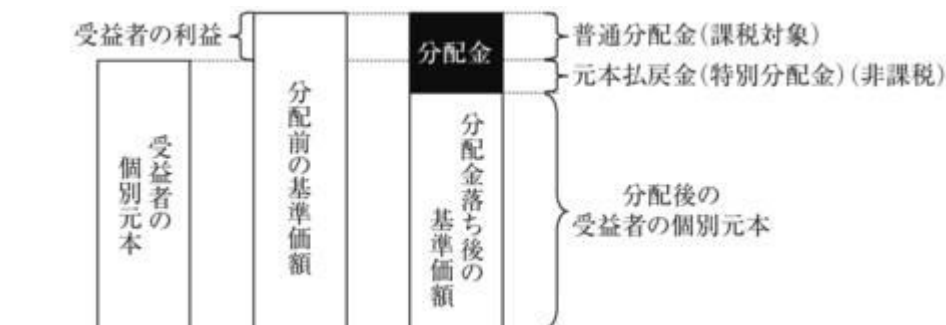 受益者の利益
分配金
普通分配金(課税対象)
元本払戻金(特別分配金)(非課税)
受益者の
個別元本
分配前の基準価額
分配金落ち後の
基準価額
分配後の
受益者の個別元本